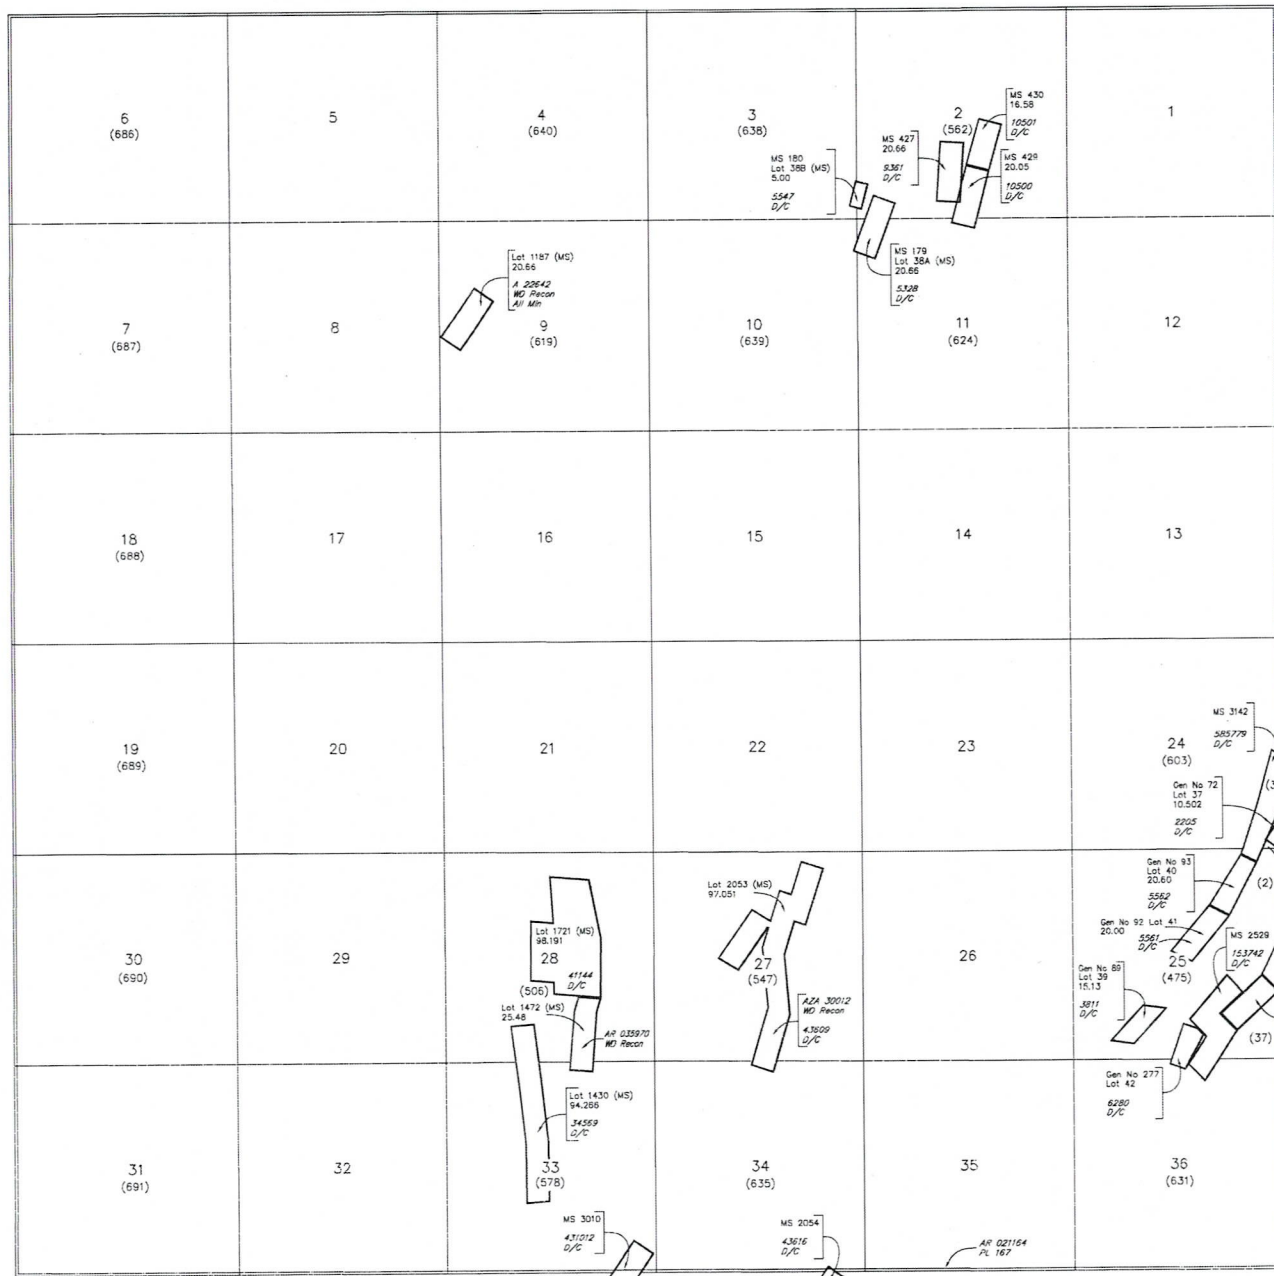 6
(686)
5
4
(640)
3
(638)
2
(562)
1
MS 430
16.58
10501
D/C
MS 427
20.66
9361
D/C
MS 429
20.05
10500
D/C
MS 180
Lot 38B (MS)
5.00
5547
D/C
MS 179
Lot 38A (MS)
20.66
5328
D/C
Lot 1187 (MS)
20.66
A 22642
WD Recon
All Min
7
(687)
8
9
(619)
10
(639)
11
(624)
12
18
(688)
17
16
15
14
13
19
(689)
20
21
22
23
24
(603)
MS 3142
585779
D/C
(3
Gen No 72
Lot 37
10.502
2205
D/C
Gen No 93
Lot 40
20.60
5562
D/C
(2)
Gen No 92 Lot 41
20.00
5561
D/C
MS 2529
153742
D/C
30
(690)
29
Lot 1721 (MS)
98.191
28
41144
D/C
(506)
Lot 1472 (MS)
25.48
AR 035970
WD Recon
Lot 2053 (MS)
97.051
27
(547)
AZA 30012
WD Recon
43609
D/C
26
25
(475)
Gen No 89
Lot 39
15.13
3811
D/C
(37)
Gen No 277
Lot 42
6280
D/C
31
(691)
32
Lot 1430 (MS)
94.266
34569
D/C
33
(578)
34
(635)
35
36
(631)
MS 3010
431012
D/C
MS 2054
43616
D/C
AR 021164
PL 167